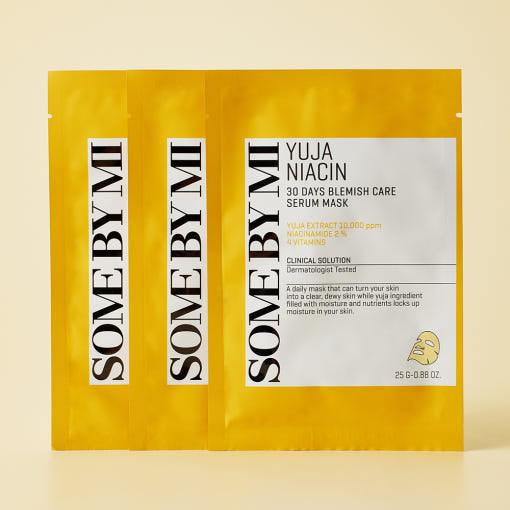 SOME BY MI
SOME BY MI
SOME BY MI
YUJA
NIACIN
30 DAYS BLEMISH CARE
SERUM MASK
YUJA EXTRACT 10,000 ppm
NIACINAMIDE 2 %
4 VITAMINS
CLINICAL SOLUTION
Dermatologist Tested
A daily mask that can turn your skin
into a clear, dewy skin while yuja ingredient
filled with moisture and nutrients locks up
moisture in your skin.
25 G-0.88 OZ.